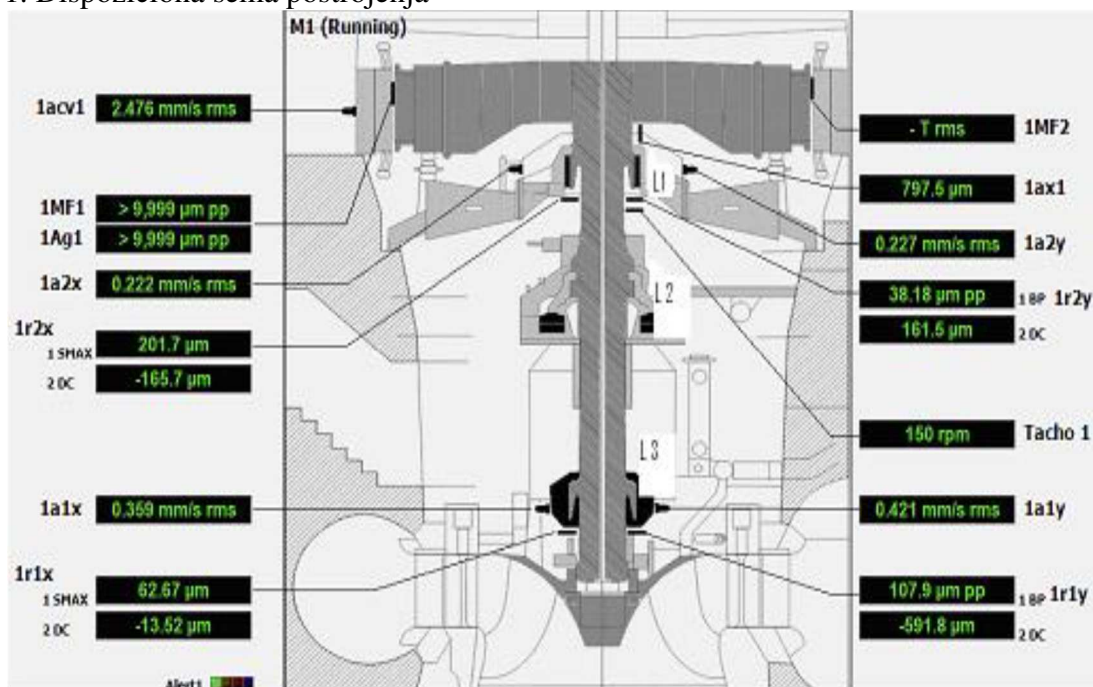 1. Dispoziciona šema postrojenja
M1 (Running)
1acv1 2.476 mm/s rms
1MF1 > 9,999 µm pp
1Ag1 > 9,999 µm pp
1a2x 0.222 mm/s rms
1r2x
1 SMAX 201.7 µm
2 DC -165.7 µm
1a1x 0.359 mm/s rms
1r1x
1 SMAX 62.67 µm
2 DC -13.52 µm
Alert1
L1
L2
L3
- T rms 1MF2
797.5 µm 1ax1
0.227 mm/s rms 1a2y
38.18 µm pp 1 BP 1r2y
161.5 µm 2 DC
150 rpm Tacho 1
0.421 mm/s rms 1a1y
107.9 µm pp 1 BP 1r1y
-591.8 µm 2 DC